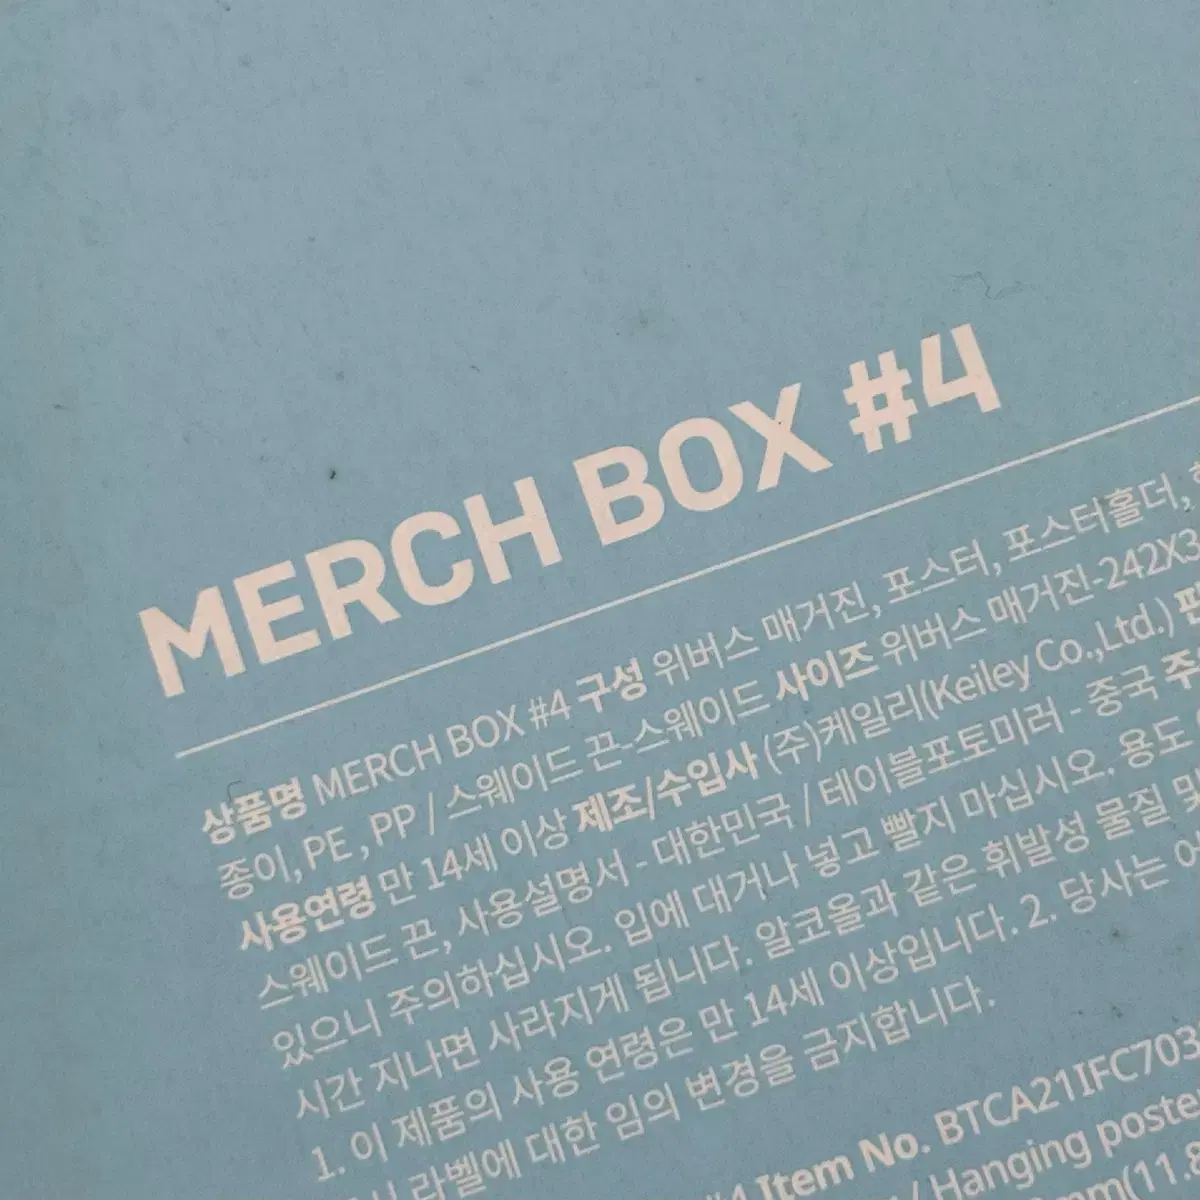 MERCH BOX #4
상품명 MERCH BOX #4 구성 위버스 매거진, 포스터, 포스터홀더,
종이, PE , PP / 스웨이드 끈-스웨이드 사이즈 위버스 매거진-242X3
사용연령 만 14세 이상 제조/수입사 (주)케일리(Keiley Co.,Ltd.)
스웨이드 끈, 사용설명서 - 대한민국 / 테이블포토미러 - 중국
있으니 주의하십시오. 입에 대거나 넣고 빨지 마십시오. 용도
시간 지나면 사라지게 됩니다. 알코올과 같은 휘발성 물질 및
1. 이 제품의 사용 연령은 만 14세 이상입니다. 2. 당사는
라벨에 대한 임의 변경을 금지합니다.
#4 Item No. BTCA21IFC703
/ Hanging poste
m(11.8